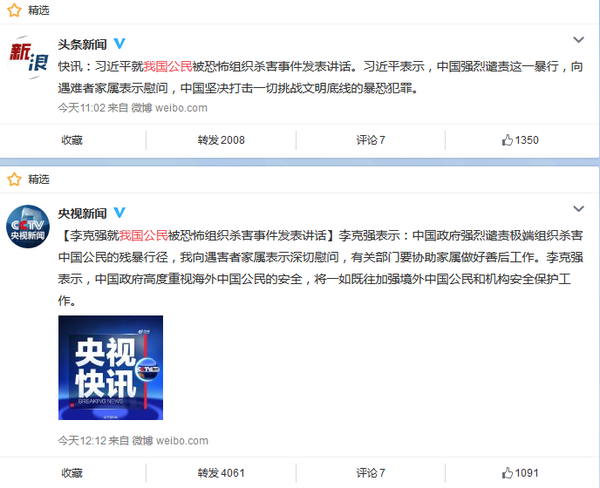 精选
新浪
头条新闻
快讯：习近平就我国公民被恐怖组织杀害事件发表讲话。习近平表示，中国强烈谴责这一暴行，向
遇难者家属表示慰问，中国坚决打击一切挑战文明底线的暴恐犯罪。
今天11:02 来自 微博 weibo.com
收藏 转发 2008 评论 7 1350
精选
CCTV
央视新闻
央视新闻
【李克强就我国公民被恐怖组织杀害事件发表讲话】李克强表示：中国政府强烈谴责极端组织杀害
中国公民的残暴行径，我向遇害者家属表示深切慰问，有关部门要协助家属做好善后工作。李克强
表示，中国政府高度重视海外中国公民的安全，将一如既往加强境外中国公民和机构安全保护工
作。
央视
快讯
BREAKING NEWS
今天12:12 来自 微博 weibo.com
收藏 转发 4061 评论 7 1091